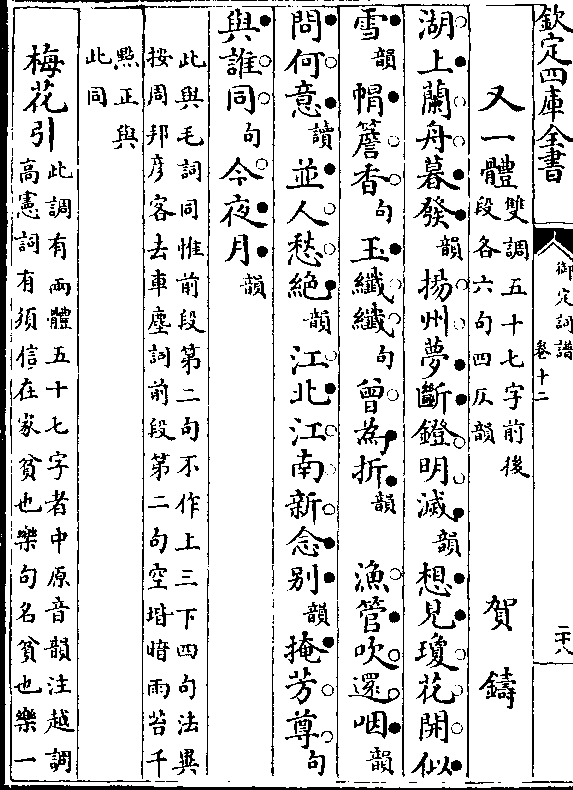 欽定四庫全書
御定詞譜
卷十二
二十八
又一體 雙調五十七字前後
段各六句四仄韻
賀鑄
湖上蘭舟暮發韻揚州夢斷鐙明滅韻想見瓊花開似
雪韻帽簷香句玉纖纖句曾為折韻 漁管吹還咽韻
問何意讀並人愁絶韻江北江南新念别韻掩芳尊句
與誰同句今夜月韻
此與毛詞同惟前段第二句不作上三下四句法異
按周邦彦客去車塵詞前段第二句空堦暗雨苔千
點正與
此同
梅花引 此調有兩體五十七字者中原音韻注越調
高憲詞有須信在家貧也樂句名貧也樂一